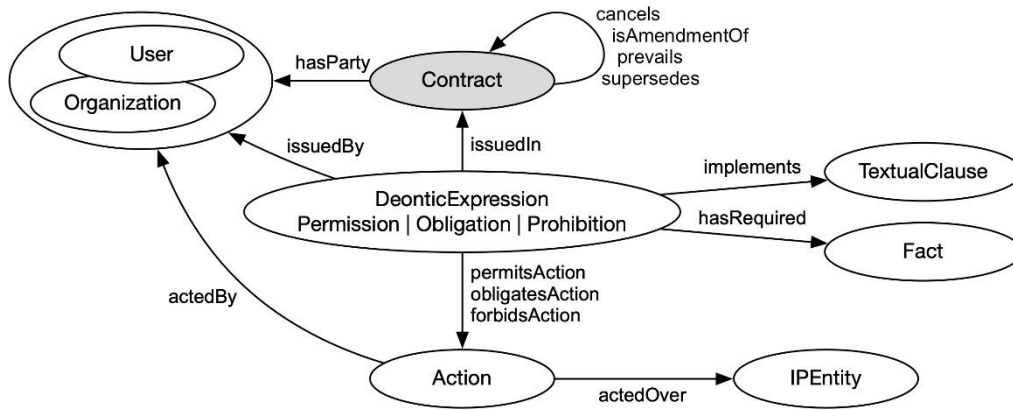 cancels
isAmendmentOf
prevails
supersedes
User
hasParty
Contract
Organization
issuedBy
issuedIn
implements
TextualClause
DeonticExpression
Permission | Obligation | Prohibition
hasRequired
Fact
permitsAction
obligatesAction
forbidsAction
actedBy
Action
actedOver
IPEntity